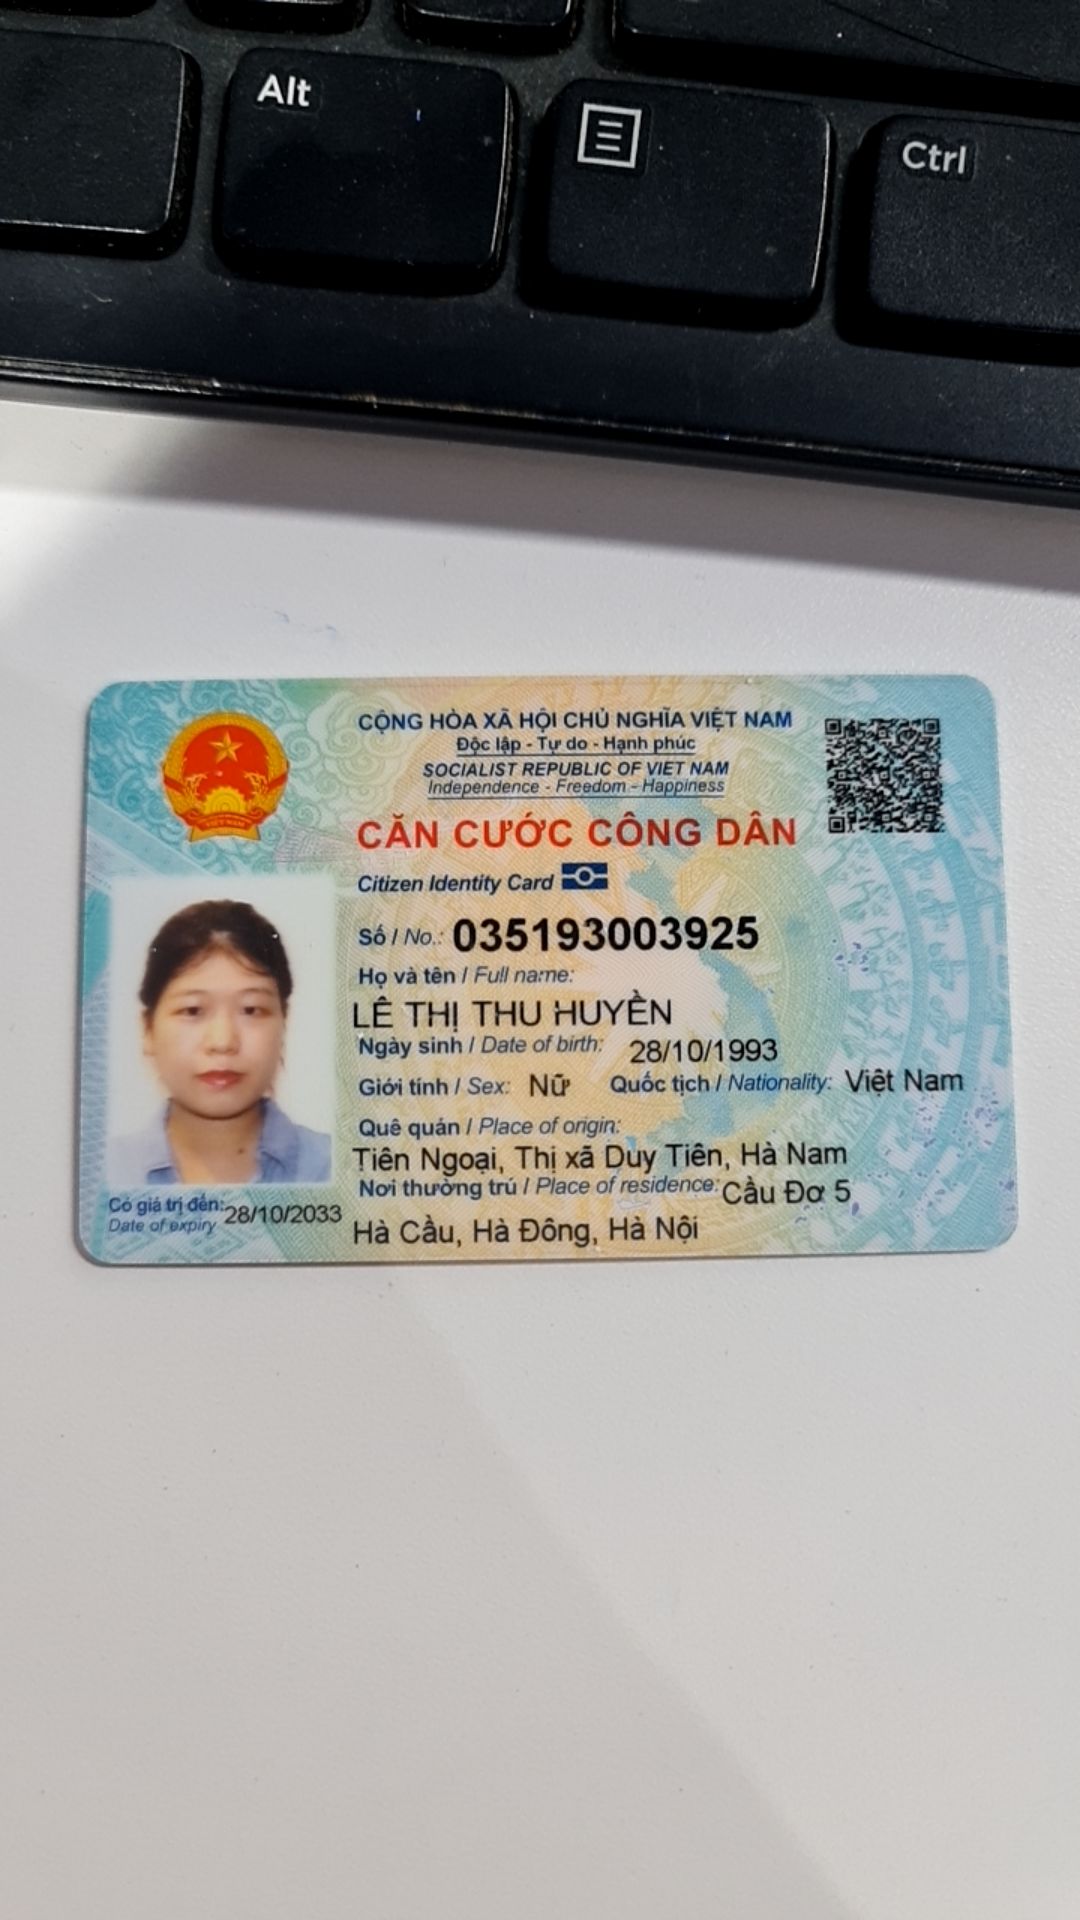 Alt
Ctrl
CỘNG HÒA XÃ HỘI CHỦ NGHĨA VIỆT NAM
Độc lập - Tự do - Hạnh phúc
SOCIALIST REPUBLIC OF VIET NAM
Independence - Freedom - Happiness
CĂN CƯỚC CÔNG DÂN
Citizen Identity Card
Số / No.: 035193003925
Họ và tên / Full name:
LÊ THỊ THU HUYỀN
Ngày sinh / Date of birth: 28/10/1993
Giới tính / Sex: Nữ Quốc tịch / Nationality: Việt Nam
Quê quán / Place of origin:
Tiên Ngoại, Thị xã Duy Tiên, Hà Nam
Nơi thường trú / Place of residence: Cầu Đơ 5
Hà Cầu, Hà Đông, Hà Nội
Có giá trị đến: 28/10/2033
Date of expiry